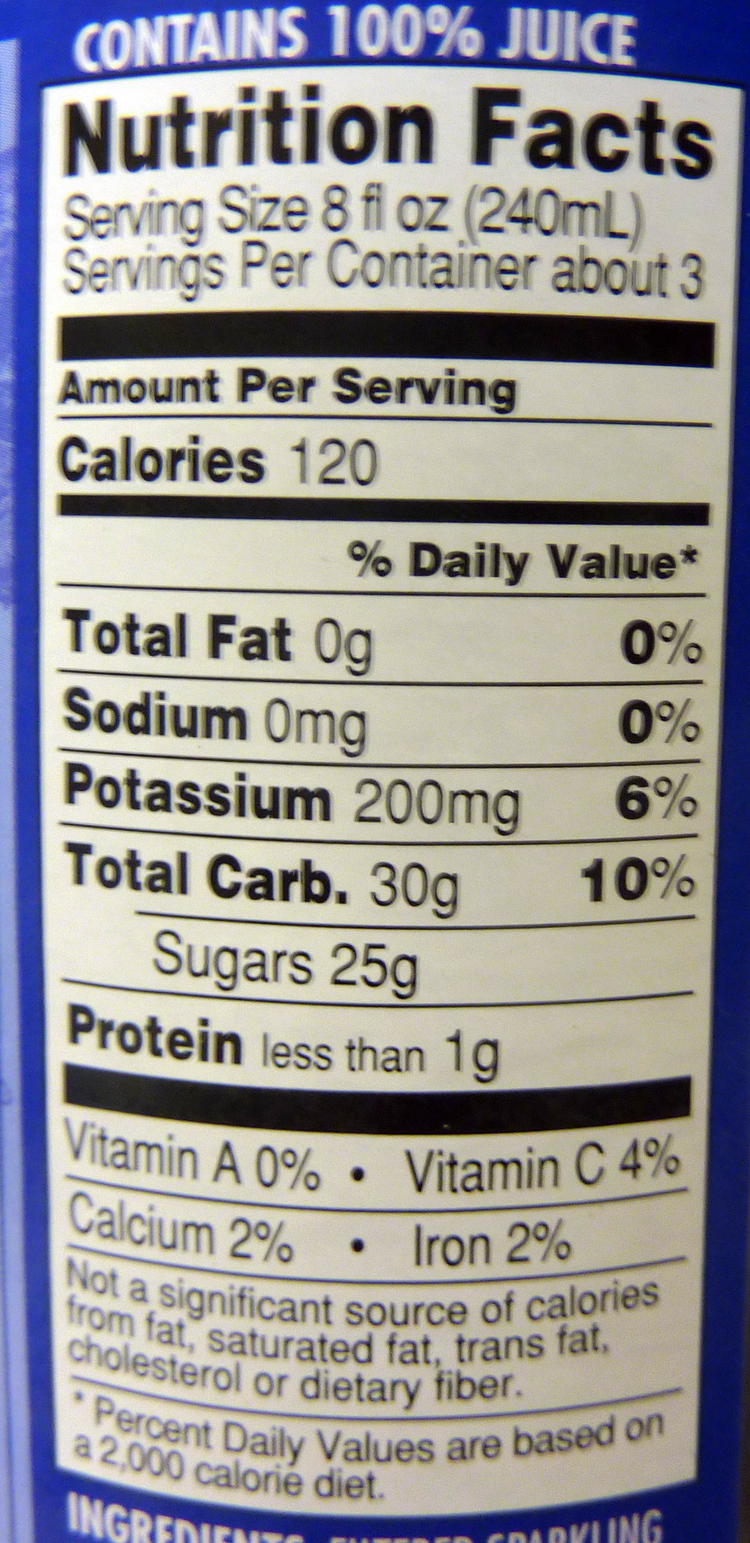 CONTAINS 100% JUICE
Nutrition Facts
Serving Size 8 fl oz (240mL)
Servings Per Container about 3
Amount Per Serving
Calories 120
% Daily Value*
Total Fat 0g 0%
Sodium 0mg 0%
Potassium 200mg 6%
Total Carb. 30g 10%
Sugars 25g
Protein less than 1g
Vitamin A 0% • Vitamin C 4%
Calcium 2% • Iron 2%
Not a significant source of calories
from fat, saturated fat, trans fat,
cholesterol or dietary fiber.
* Percent Daily Values are based on
a 2,000 calorie diet.
INGREDIENTS: FILTERED SPARKLING